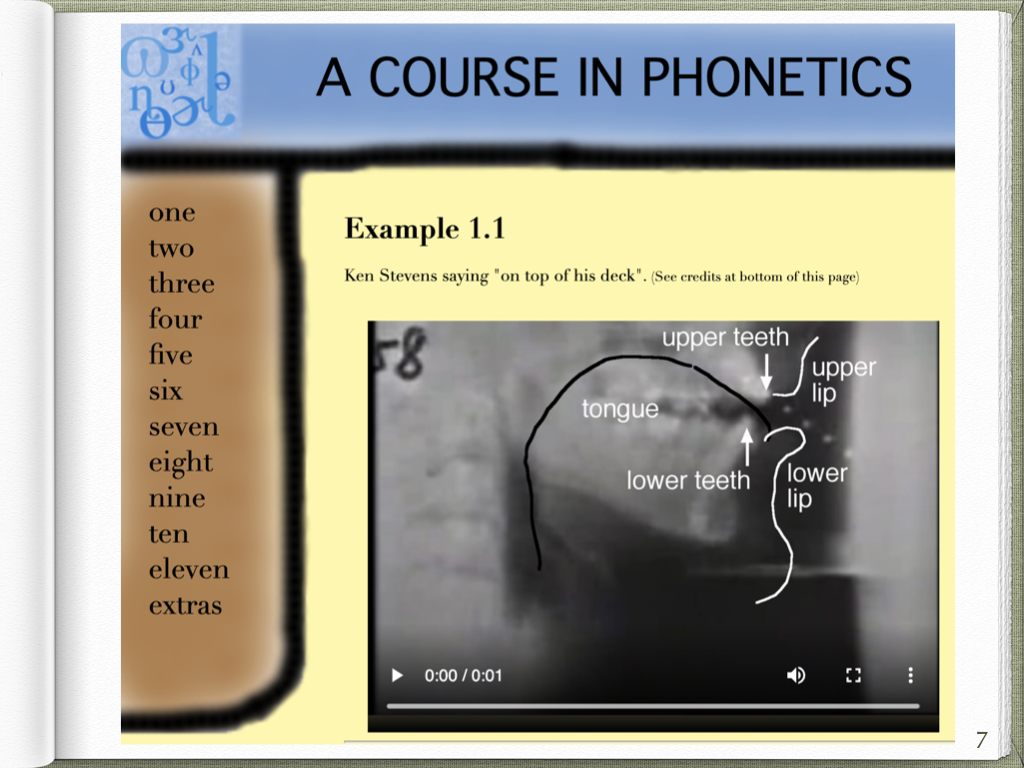 A COURSE IN PHONETICS
one
two
three
four
five
six
seven
eight
nine
ten
eleven
extras
Example 1.1
Ken Stevens saying "on top of his deck". (See credits at bottom of this page)
58
upper teeth
upper
lip
tongue
lower teeth
lower
lip
0:00 / 0:01
7